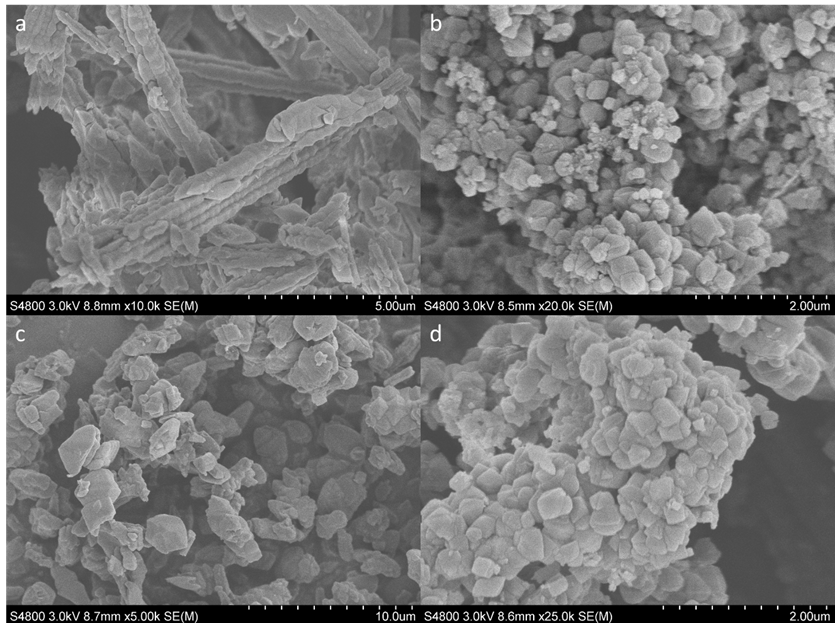 a
b
S4800 3.0kV 8.8mm x10.0k SE(M) 5.00um
S4800 3.0kV 8.5mm x20.0k SE(M) 2.00um
c
d
S4800 3.0kV 8.7mm x5.00k SE(M) 10.0um
S4800 3.0kV 8.6mm x25.0k SE(M) 2.00um